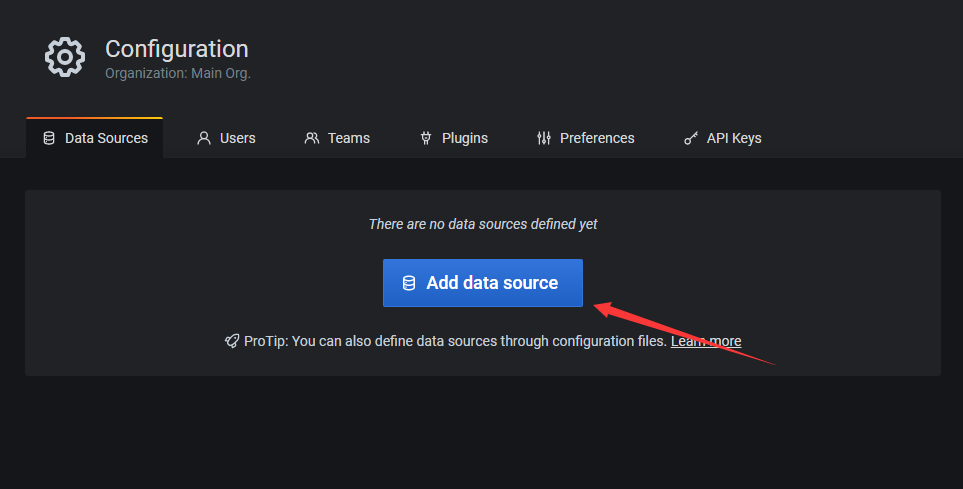 Configuration
Organization: Main Org.
Data Sources Users Teams Plugins Preferences API Keys
There are no data sources defined yet
Add data source
ProTip: You can also define data sources through configuration files. Learn more